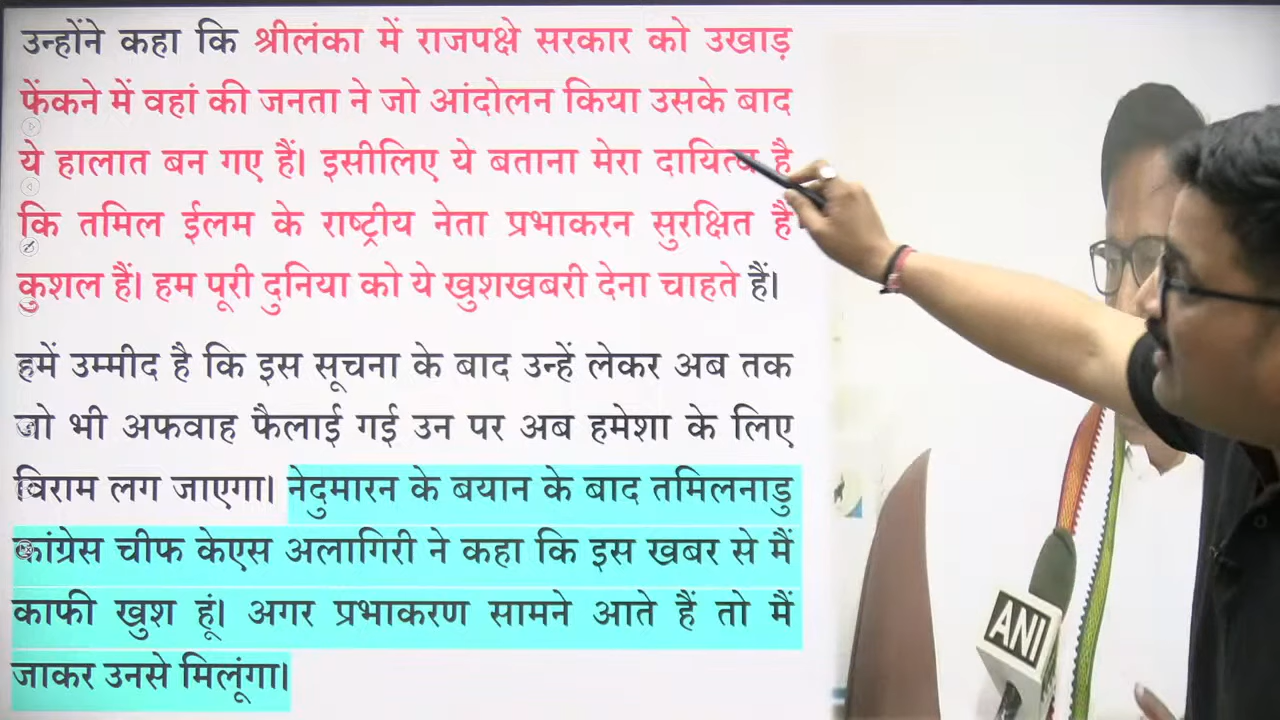 उन्होंने कहा कि श्रीलंका में राजपक्षे सरकार को उखाड़
फेंकने में वहां की जनता ने जो आंदोलन किया उसके बाद
ये हालात बन गए हैं। इसीलिए ये बताना मेरा दायित्व है
कि तमिल ईलम के राष्ट्रीय नेता प्रभाकरन सुरक्षित हैं
कुशल हैं। हम पूरी दुनिया को ये खुशखबरी देना चाहते हैं।
हमें उम्मीद है कि इस सूचना के बाद उन्हें लेकर अब तक
जो भी अफवाह फैलाई गई उन पर अब हमेशा के लिए
विराम लग जाएगा। नेदुमारन के बयान के बाद तमिलनाडु
कांग्रेस चीफ केएस अलागिरी ने कहा कि इस खबर से मैं
काफी खुश हूं। अगर प्रभाकरण सामने आते हैं तो मैं
जाकर उनसे मिलूंगा।
ANI